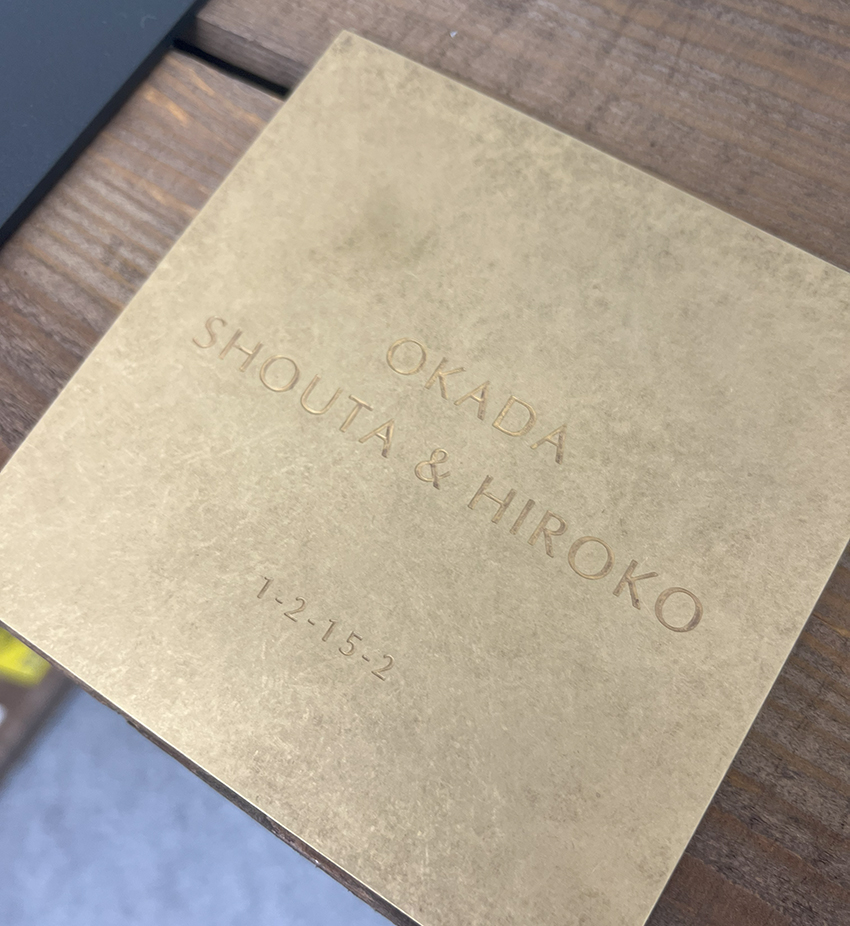 OKADA
SHOUTA & HIROKO
1-2-15-2